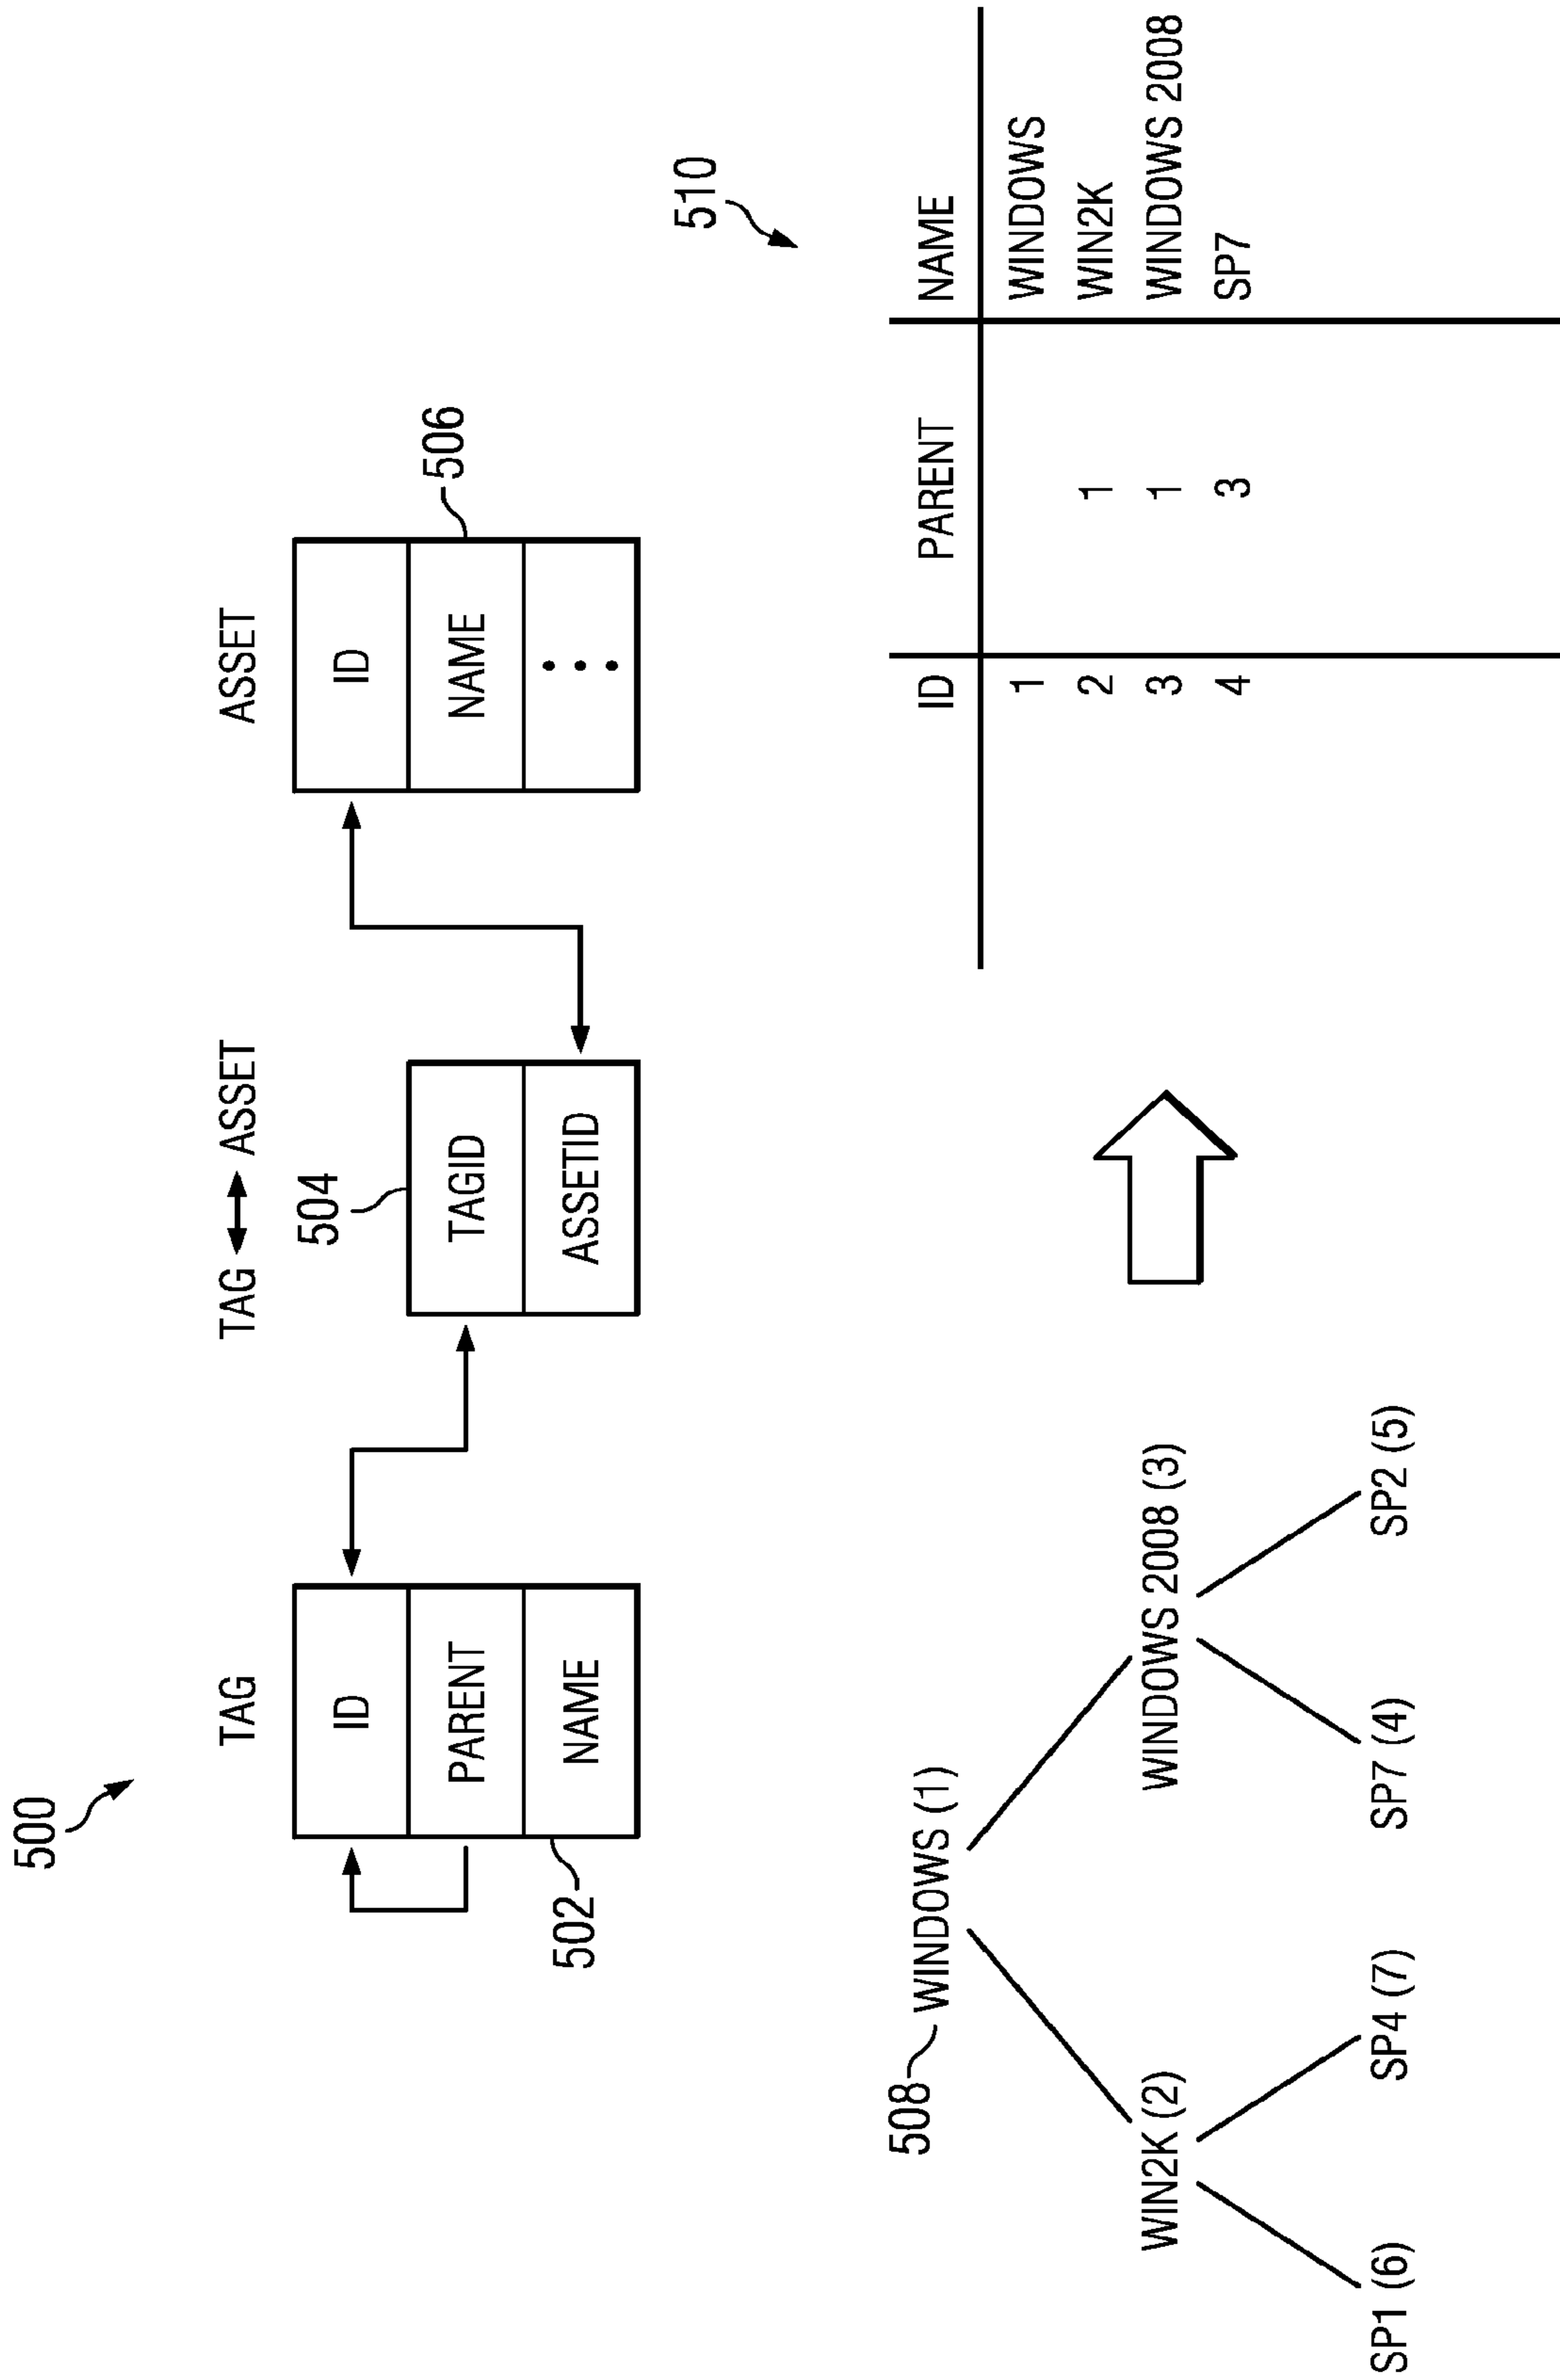 500
TAG
TAG ASSET
ASSET
ID
PARENT
NAME
502
504
TAGID
ASSETID
ID
NAME
506
508
WINDOWS (1)
WIN2K (2)
WINDOWS 2008 (3)
SP1 (6)
SP4 (7)
SP7 (4)
SP2 (5)
510
ID PARENT NAME
1 WINDOWS
2 1 WIN2K
3 1 WINDOWS 2008
4 3 SP7